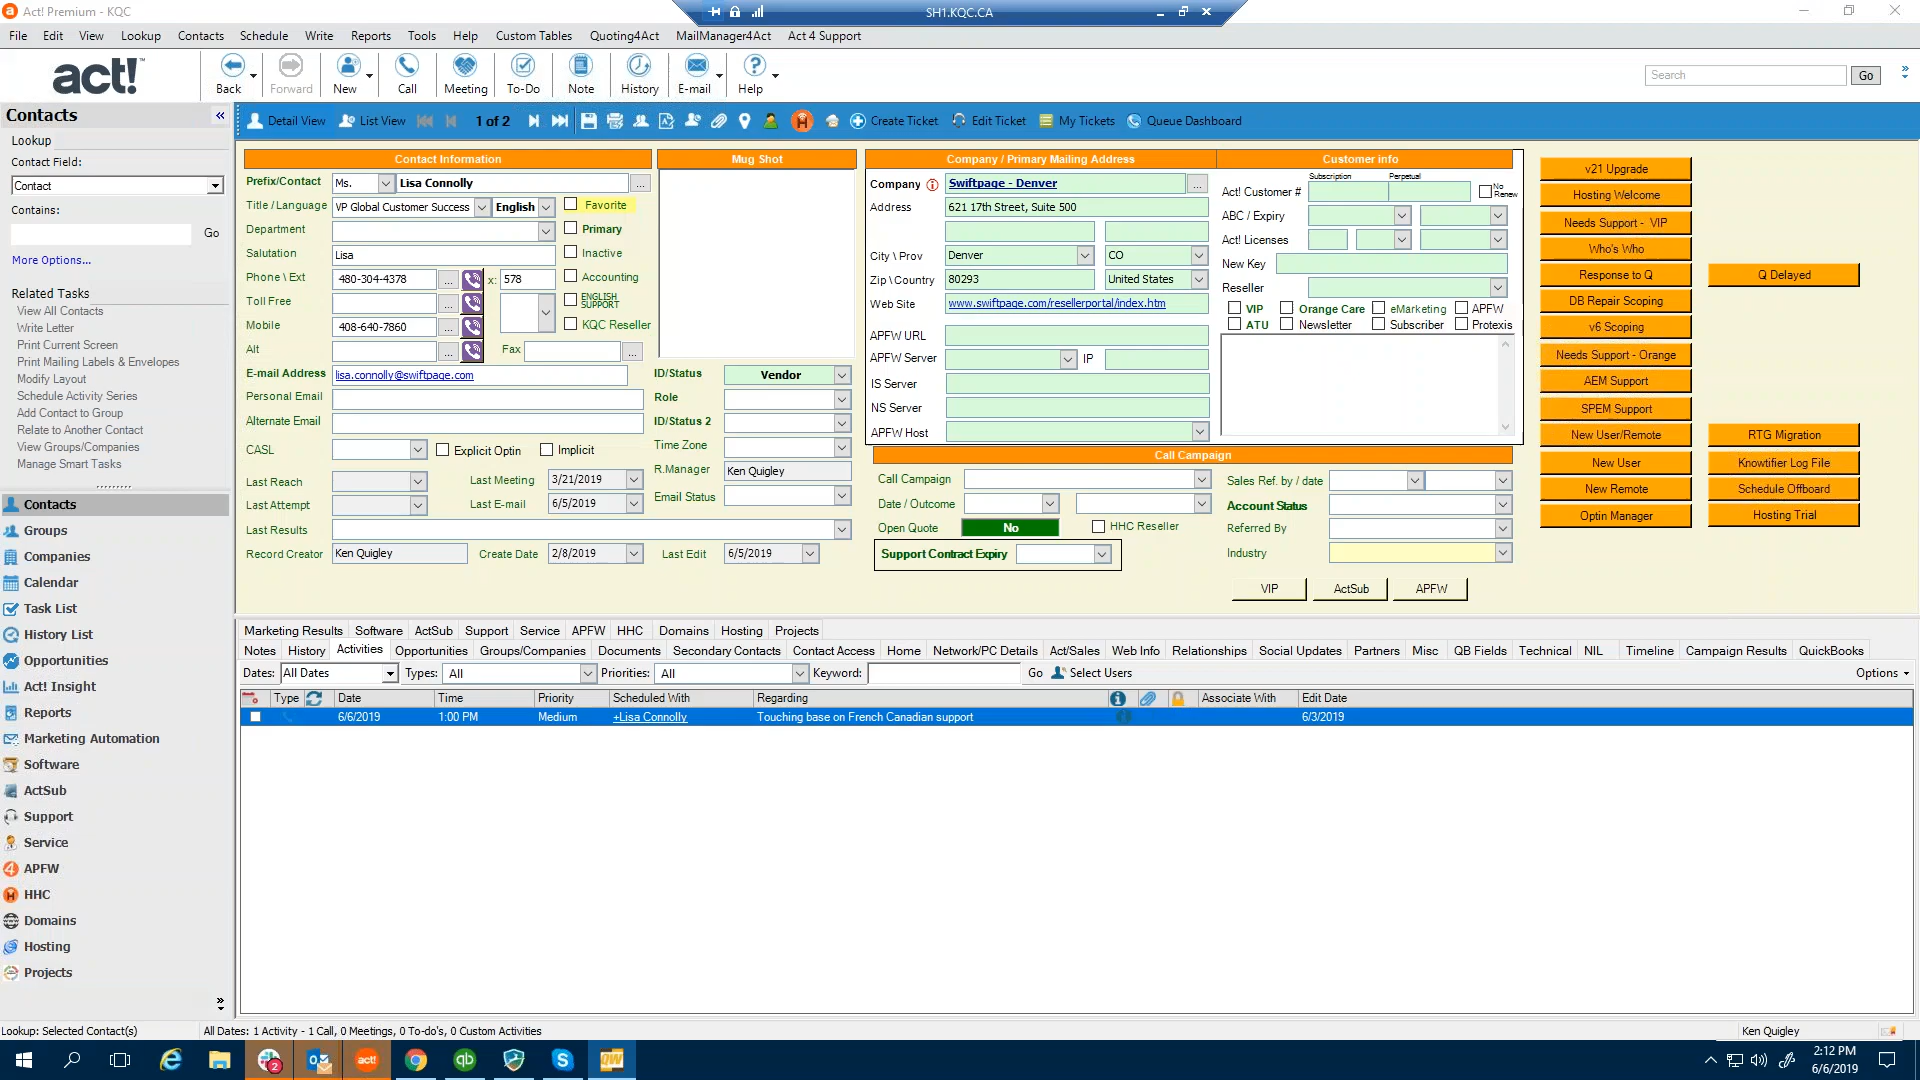 Act! Premium - KQC
SH1.KQC.CA
File Edit View Lookup Contacts Schedule Write Reports Tools Help Custom Tables Quoting4Act MailManager4Act Act 4 Support
act!
Back Forward New Call Meeting To-Do Note History E-mail Help
Search Go
Contacts
Detail View List View 1 of 2 Create Ticket Edit Ticket My Tickets Queue Dashboard
Lookup
Contact Field:
Contact
Contains:
Go
More Options...
Related Tasks
View All Contacts
Write Letter
Print Current Screen
Print Mailing Labels & Envelopes
Modify Layout
Schedule Activity Series
Add Contact to Group
Relate to Another Contact
View Groups/Companies
Manage Smart Tasks
Contacts
Groups
Companies
Calendar
Task List
History List
Opportunities
Act! Insight
Reports
Marketing Automation
Software
ActSub
Support
Service
APFW
HHC
Domains
Hosting
Projects
Contact Information
Prefix/Contact Ms. Lisa Connolly ...
Title / Language VP Global Customer Success English Favorite
Department Primary
Salutation Lisa Inactive
Phone \ Ext 480-304-4378 ... x: 578 Accounting
Toll Free ... ENGLISH SUPPORT
Mobile 408-640-7860 ... KQC Reseller
Alt ... Fax ...
E-mail Address lisa.connolly@swiftpage.com
Personal Email
Alternate Email
CASL Explicit Optin Implicit
Last Reach Last Meeting 3/21/2019
Last Attempt Last E-mail 6/5/2019
Last Results
Record Creator Ken Quigley Create Date 2/8/2019 Last Edit 6/5/2019
Mug Shot
ID/Status Vendor
Role
ID/Status 2
Time Zone
R.Manager Ken Quigley
Email Status
Company / Primary Mailing Address
Company Swiftpage - Denver ...
Address 621 17th Street, Suite 500
City \ Prov Denver CO
Zip \ Country 80293 United States
Web Site www.swiftpage.com/resellerportal/index.htm
APFW URL
APFW Server IP
IS Server
NS Server
APFW Host
Customer info
Subscription Perpetual
Act! Customer # No Renew
ABC / Expiry
Act! Licenses
New Key
Reseller
VIP Orange Care eMarketing APFW
ATU Newsletter Subscriber Protexis
Call Campaign
Call Campaign Sales Ref. by / date
Date / Outcome Account Status
Open Quote No HHC Reseller Referred By
Support Contract Expiry Industry
VIP ActSub APFW
v21 Upgrade
Hosting Welcome
Needs Support - VIP
Who's Who
Response to Q Q Delayed
DB Repair Scoping
v6 Scoping
Needs Support - Orange
AEM Support
SPEM Support
New User/Remote RTG Migration
New User Knowtifier Log File
New Remote Schedule Offboard
Optin Manager Hosting Trial
Marketing Results Software ActSub Support Service APFW HHC Domains Hosting Projects
Notes History Activities Opportunities Groups/Companies Documents Secondary Contacts Contact Access Home Network/PC Details Act/Sales Web Info Relationships Social Updates Partners Misc QB Fields Technical NIL Timeline Campaign Results QuickBooks
Dates: All Dates Types: All Priorities: All Keyword: Go Select Users Options
Type Date Time Priority Scheduled With Regarding Associate With Edit Date
6/6/2019 1:00 PM Medium +Lisa Connolly Touching base on French Canadian support 6/3/2019
Lookup: Selected Contact(s) All Dates: 1 Activity - 1 Call, 0 Meetings, 0 To-do's, 0 Custom Activities Ken Quigley
2:12 PM
6/6/2019